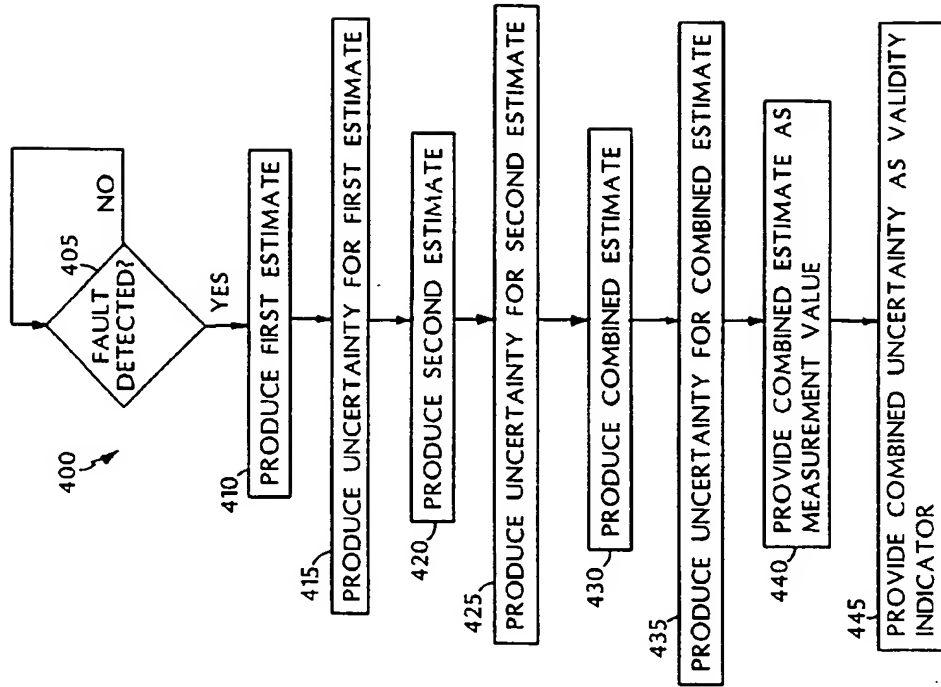 400
FAULT
DETECTED?
405
NO
YES
410
PRODUCE FIRST ESTIMATE
415
PRODUCE UNCERTAINTY FOR FIRST ESTIMATE
420
PRODUCE SECOND ESTIMATE
425
PRODUCE UNCERTAINTY FOR SECOND ESTIMATE
430
PRODUCE COMBINED ESTIMATE
435
PRODUCE UNCERTAINTY FOR COMBINED ESTIMATE
440
PROVIDE COMBINED ESTIMATE AS
MEASUREMENT VALUE
445
PROVIDE COMBINED UNCERTAINTY AS VALIDITY
INDICATOR